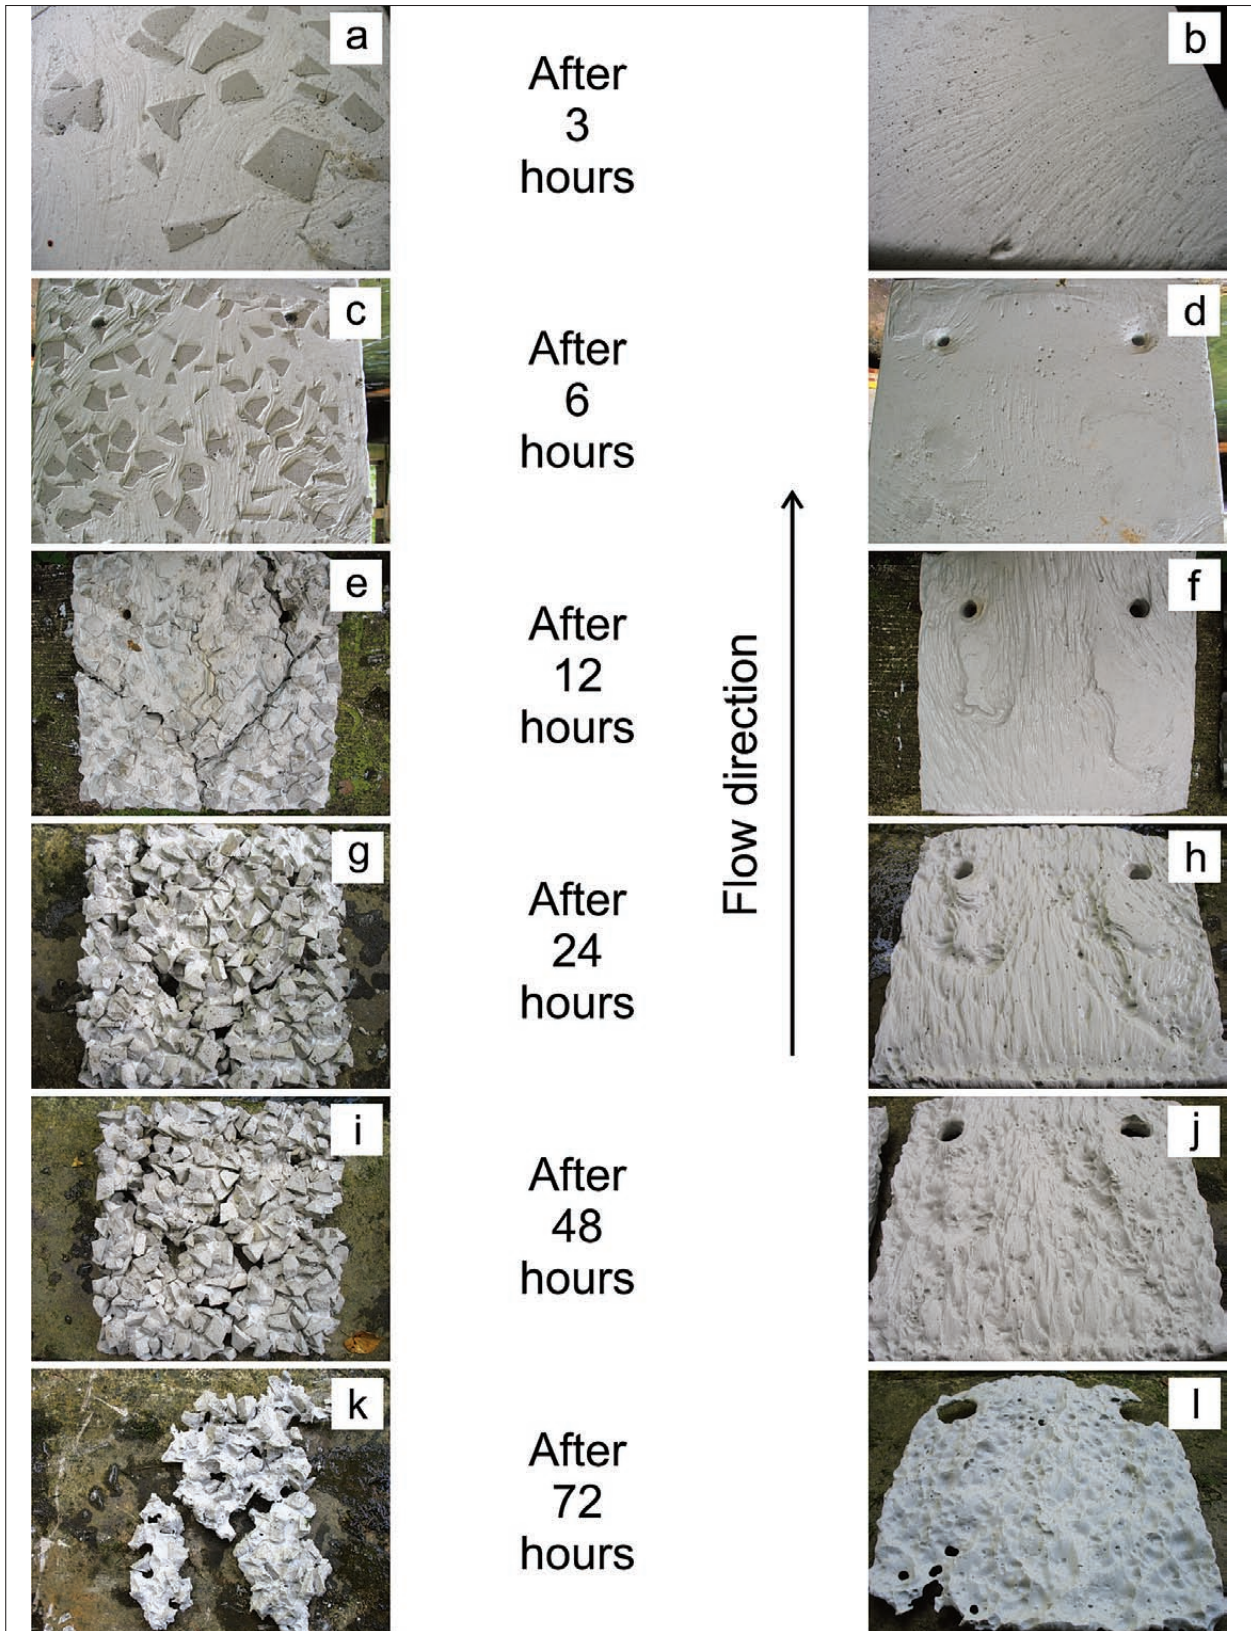 a
After
3
hours
b
c
After
6
hours
d
e
After
12
hours
f
Flow direction
g
After
24
hours
h
i
After
48
hours
j
k
After
72
hours
l